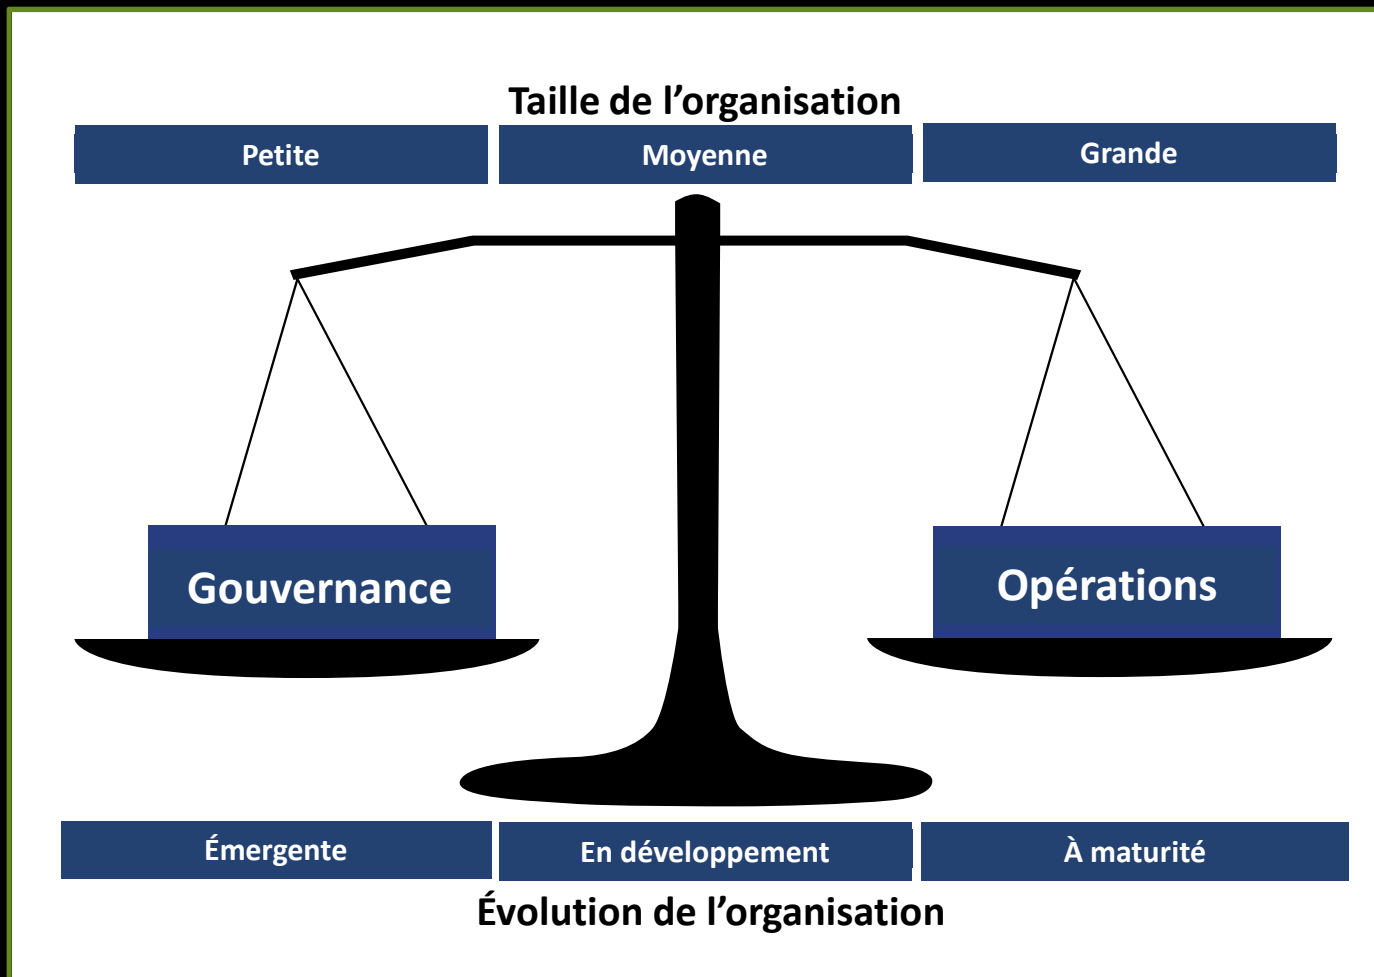 Taille de l’organisation
Petite
Moyenne
Grande
Gouvernance
Opérations
Émergente
En développement
À maturité
Évolution de l’organisation